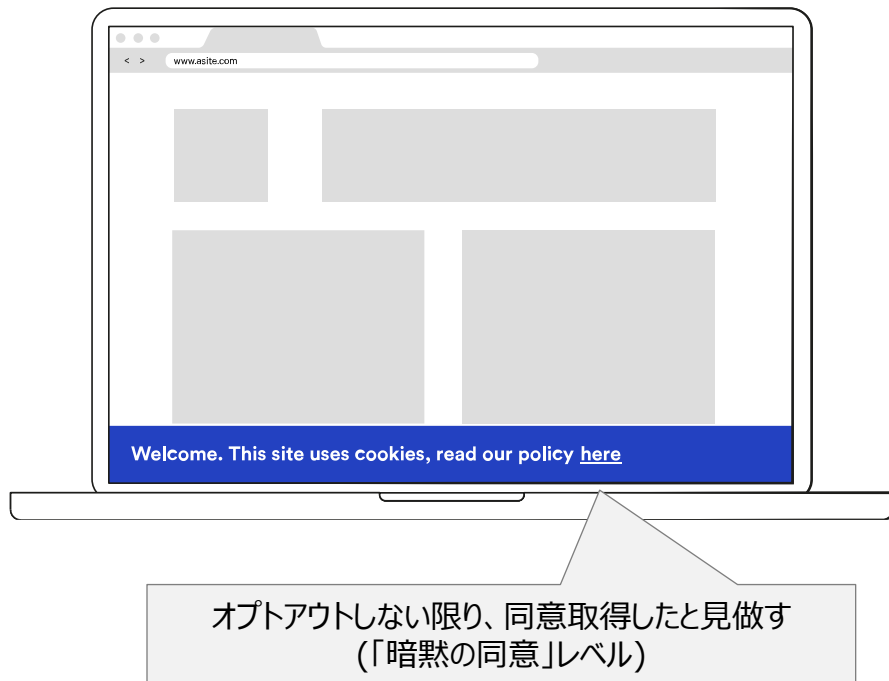 < >
www.asite.com
Welcome. This site uses cookies, read our policy here
オプトアウトしない限り、同意取得したと見做す
(「暗黙の同意」レベル)